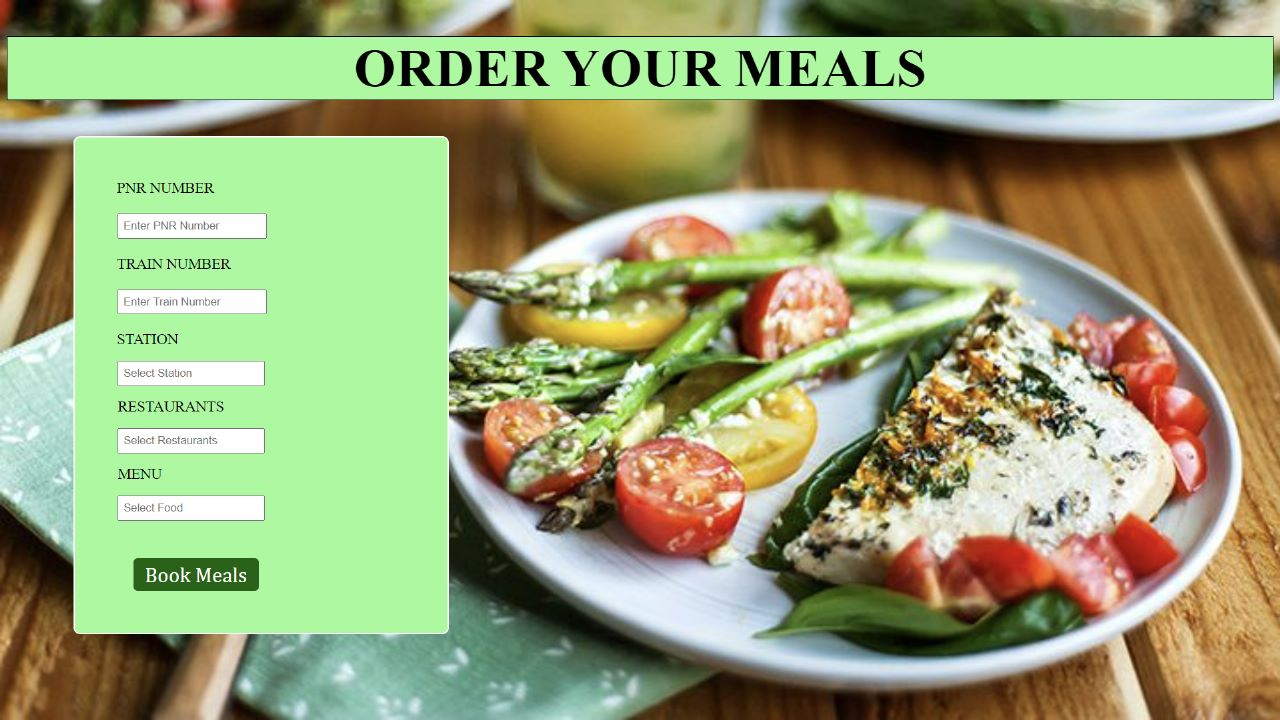 ORDER YOUR MEALS
PNR NUMBER
Enter PNR Number
TRAIN NUMBER
Enter Train Number
STATION
Select Station
RESTAURANTS
Select Restaurants
MENU
Select Food
Book Meals